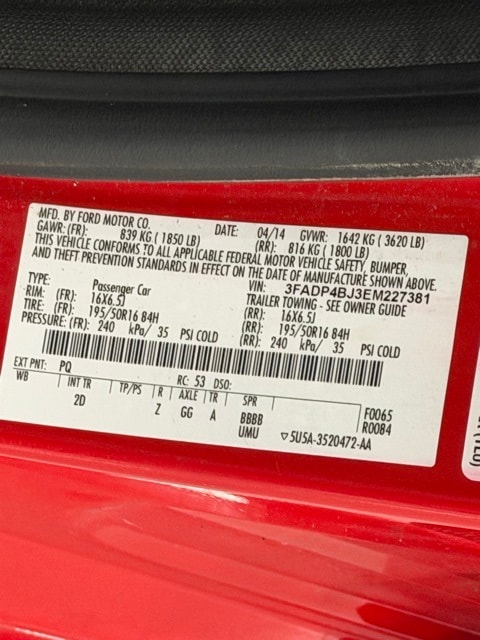 MFD. BY FORD MOTOR CO.
DATE: 04/14 GVWR: 1642 KG ( 3620 LB)
GAWR: (FR): 839 KG ( 1850 LB) (RR): 816 KG ( 1800 LB)
THIS VEHICLE CONFORMS TO ALL APPLICABLE FEDERAL MOTOR VEHICLE SAFETY, BUMPER,
AND THEFT PREVENTION STANDARDS IN EFFECT ON THE DATE OF MANUFACTURE SHOWN ABOVE.
VIN: 3FADP4BJ3EM227381
TYPE: Passenger Car TRAILER TOWING - SEE OWNER GUIDE
RIM: (FR): 16X6.5J (RR): 16X6.5J
TIRE: (FR): 195/50R16 84H (RR): 195/50R16 84H
PRESSURE: (FR): 240 kPa/ 35 PSI COLD (RR): 240 kPa/ 35 PSI COLD
EXT PNT: PQ RC: 53 DSO:
WB INT TR TP/PS R AXLE TR SPR F0065
2D Z GG A BBBB R0084
UMU ▽5U5A-3520472-AA